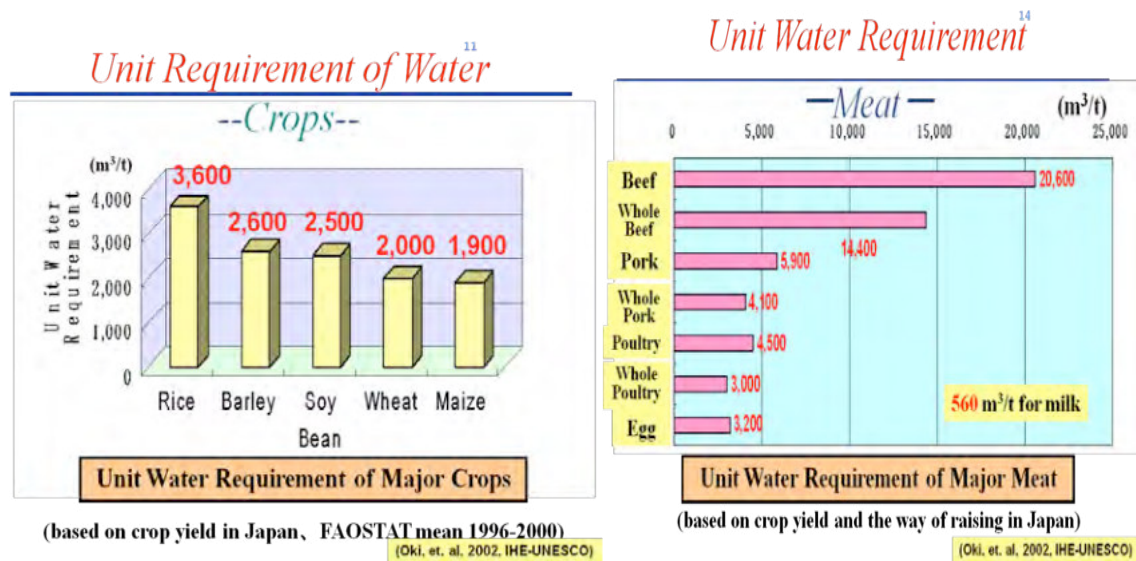 11
Unit Requirement of Water
--Crops--
(m³/t)
Unit Water
Requirement
4,000
3,000
2,000
1,000
0
3,600
2,600
2,500
2,000
1,900
Rice Barley Soy Wheat Maize
Bean
Unit Water Requirement of Major Crops
(based on crop yield in Japan、FAOSTAT mean 1996-2000)
(Oki, et. al, 2002, IHE-UNESCO)
14
Unit Water Requirement
—Meat —
(m³/t)
0 5,000 10,000 15,000 20,000 25,000
Beef
20,600
Whole
Beef
14,400
Pork
5,900
Whole
Pork
4,100
Poultry
4,500
Whole
Poultry
3,000
Egg
3,200
560 m³/t for milk
Unit Water Requirement of Major Meat
(based on crop yield and the way of raising in Japan)
(Oki, et. al, 2002, IHE-UNESCO)